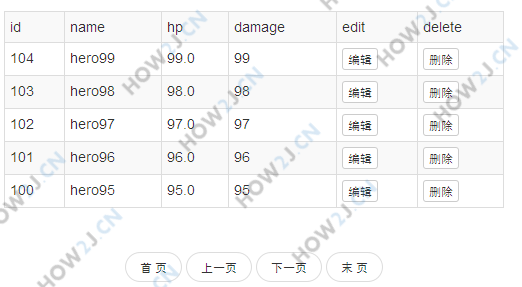 id name hp damage edit delete
104 hero99 99.0 99 编辑 删除
103 hero98 98.0 98 编辑 删除
102 hero97 97.0 97 编辑 删除
101 hero96 96.0 96 编辑 删除
100 hero95 95.0 95 编辑 删除
首 页 上一页 下一页 末 页
HOW2J.CN
HOW2J.CN
HOW2J.CN
HOW2J.CN
HOW2J.CN
HOW2J.CN